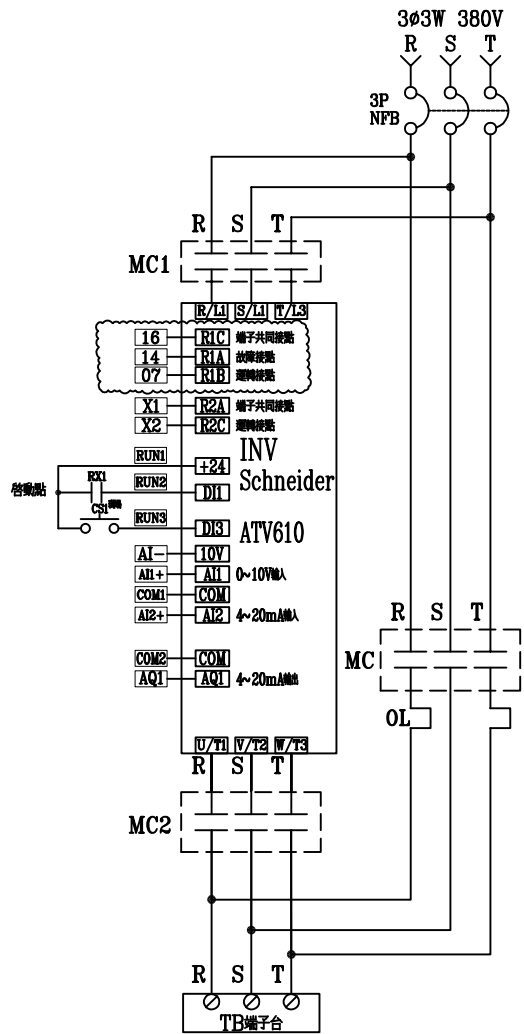 3ø3W 380V
R S T
3P
NFB
R S T
MC1
R/L1 S/L1 T/L3
16 R1C 端子共同接點
14 R1A 故障接點
07 R1B 運轉接點
X1 R2A 端子共同接點
X2 R2C 運轉接點
RUN1 +24 INV
RX1 RUN2 DI1 Schneider
啓動點
CS1
RUN3 DI3 ATV610
AI- 10V
AI1+ AI1 0~10V輸入
COM1 COM
AI2+ AI2 4~20mA輸入
R S T
MC
COM2 COM
AQ1 AQ1 4~20mA輸出
OL
U/T1 V/T2 W/T3
R S T
MC2
R S T
TB端子台